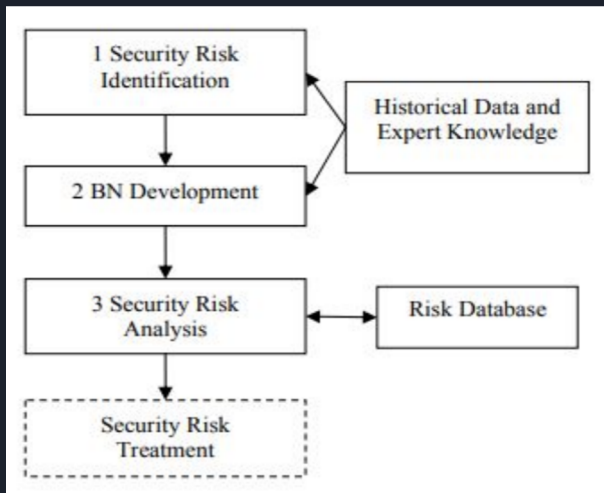 1 Security Risk
Identification
Historical Data and
Expert Knowledge
2 BN Development
3 Security Risk
Analysis
Risk Database
Security Risk
Treatment